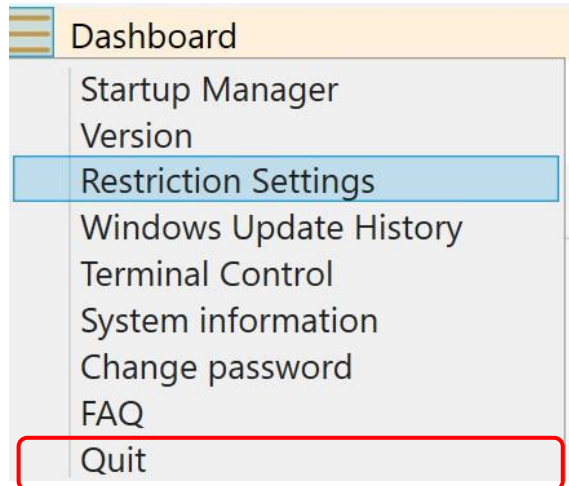 Dashboard
Startup Manager
Version
Restriction Settings
Windows Update History
Terminal Control
System information
Change password
FAQ
Quit